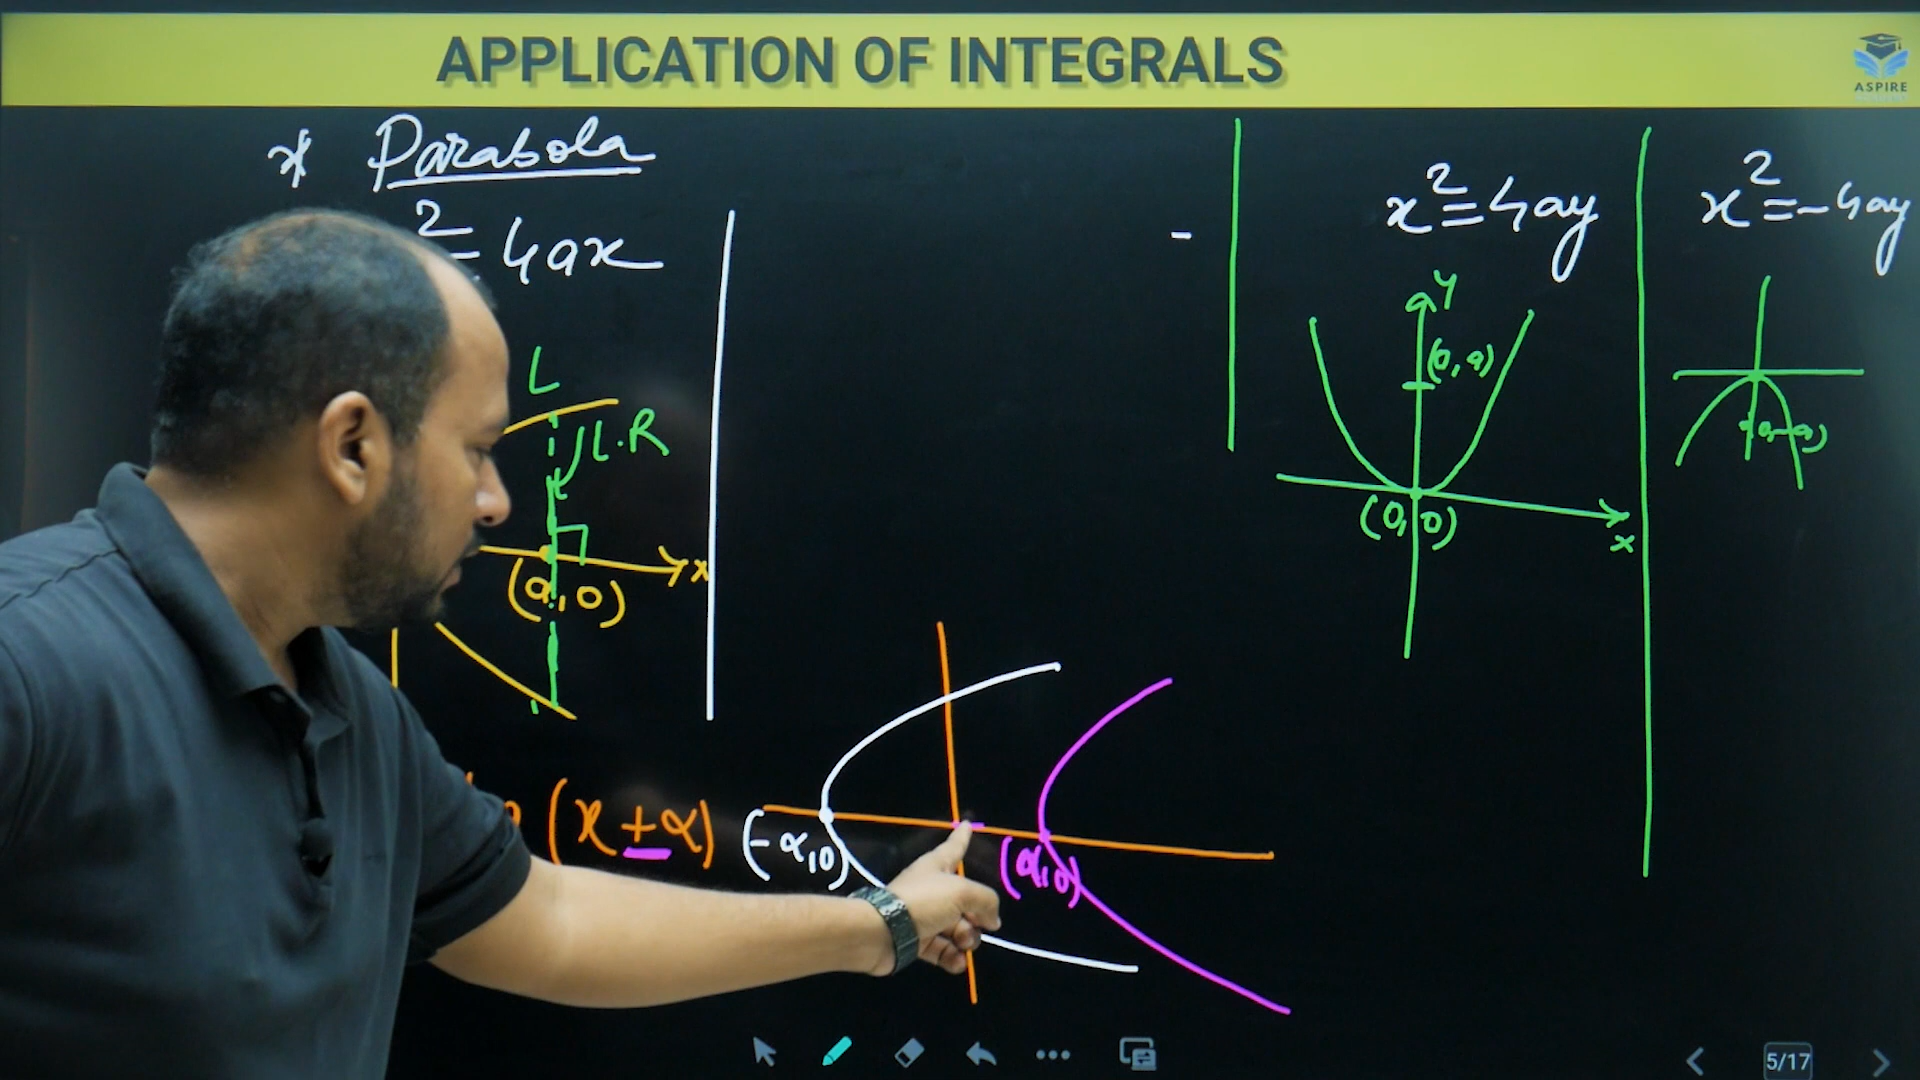 APPLICATION OF INTEGRALS
ASPIRE
* Parabola
² = 4ax
L
L.R
(a, 0)
x
-
x² = 4ay
y
(0, a)
(0, 0)
x
x² = -4ay
(x ± α)
(-α, 0)
(α, 0)
5/17